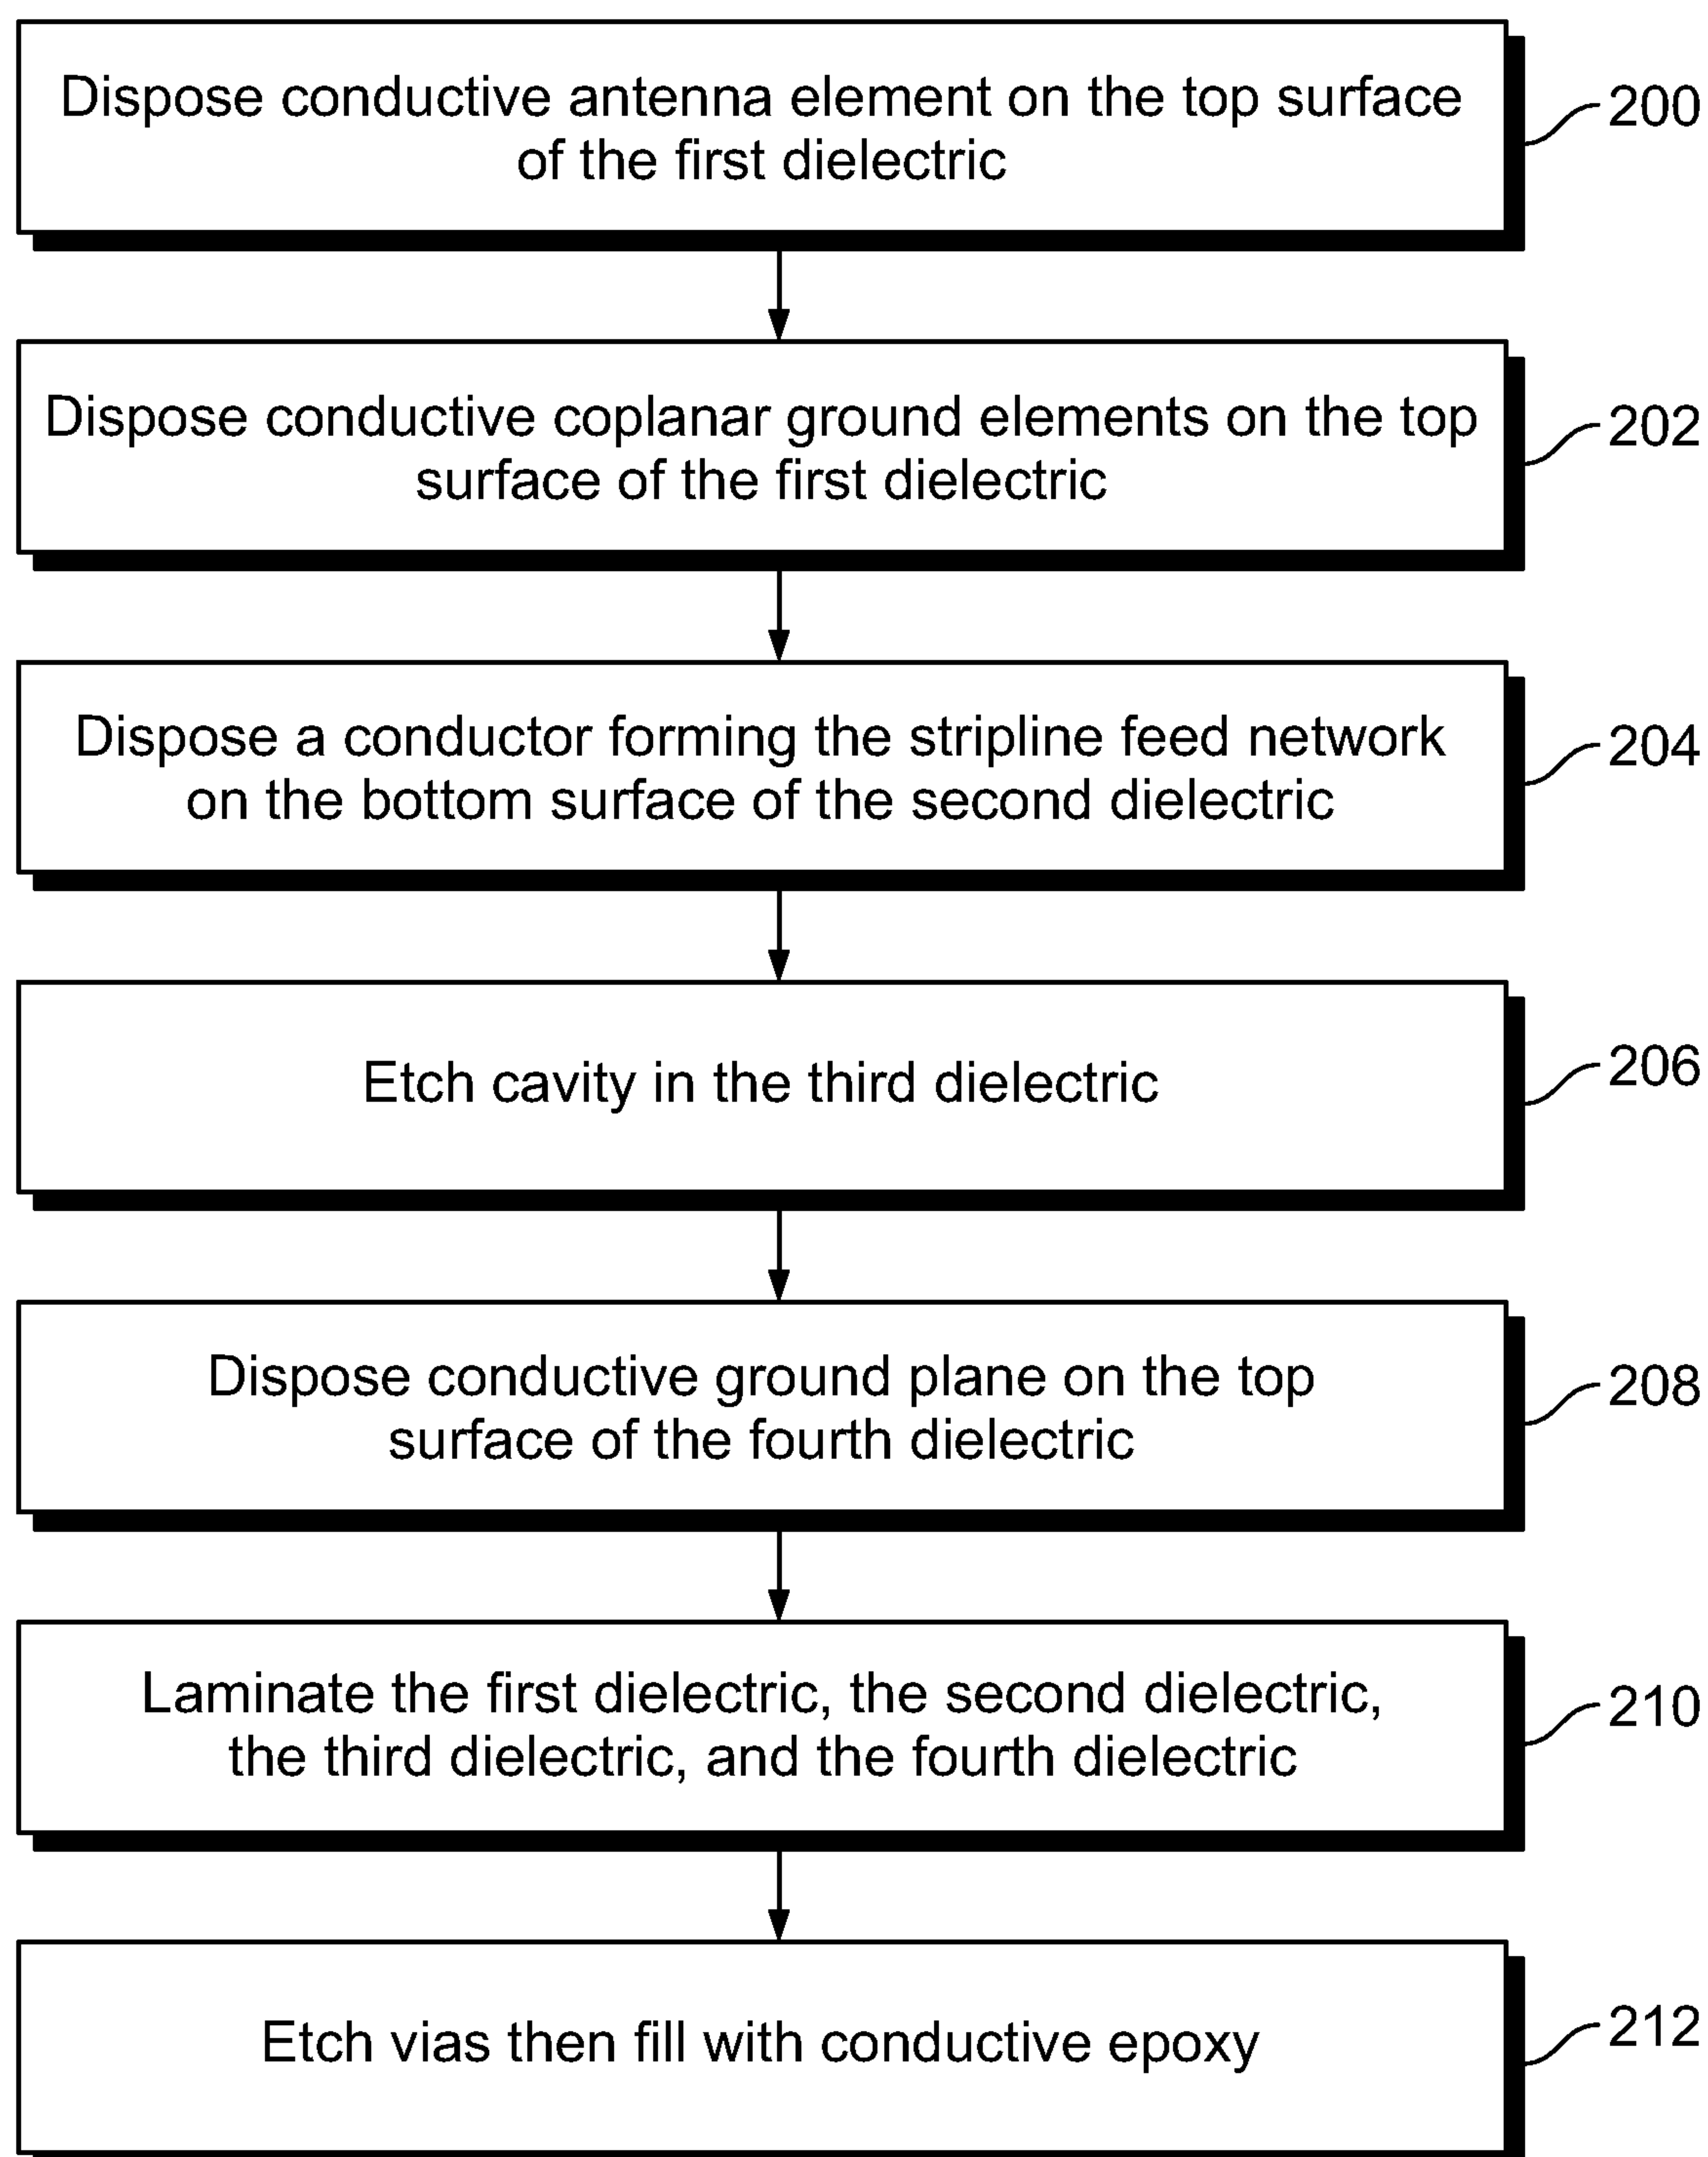 Dispose conductive antenna element on the top surface
of the first dielectric
200
Dispose conductive coplanar ground elements on the top
surface of the first dielectric
202
Dispose a conductor forming the stripline feed network
on the bottom surface of the second dielectric
204
Etch cavity in the third dielectric
206
Dispose conductive ground plane on the top
surface of the fourth dielectric
208
Laminate the first dielectric, the second dielectric,
the third dielectric, and the fourth dielectric
210
Etch vias then fill with conductive epoxy
212